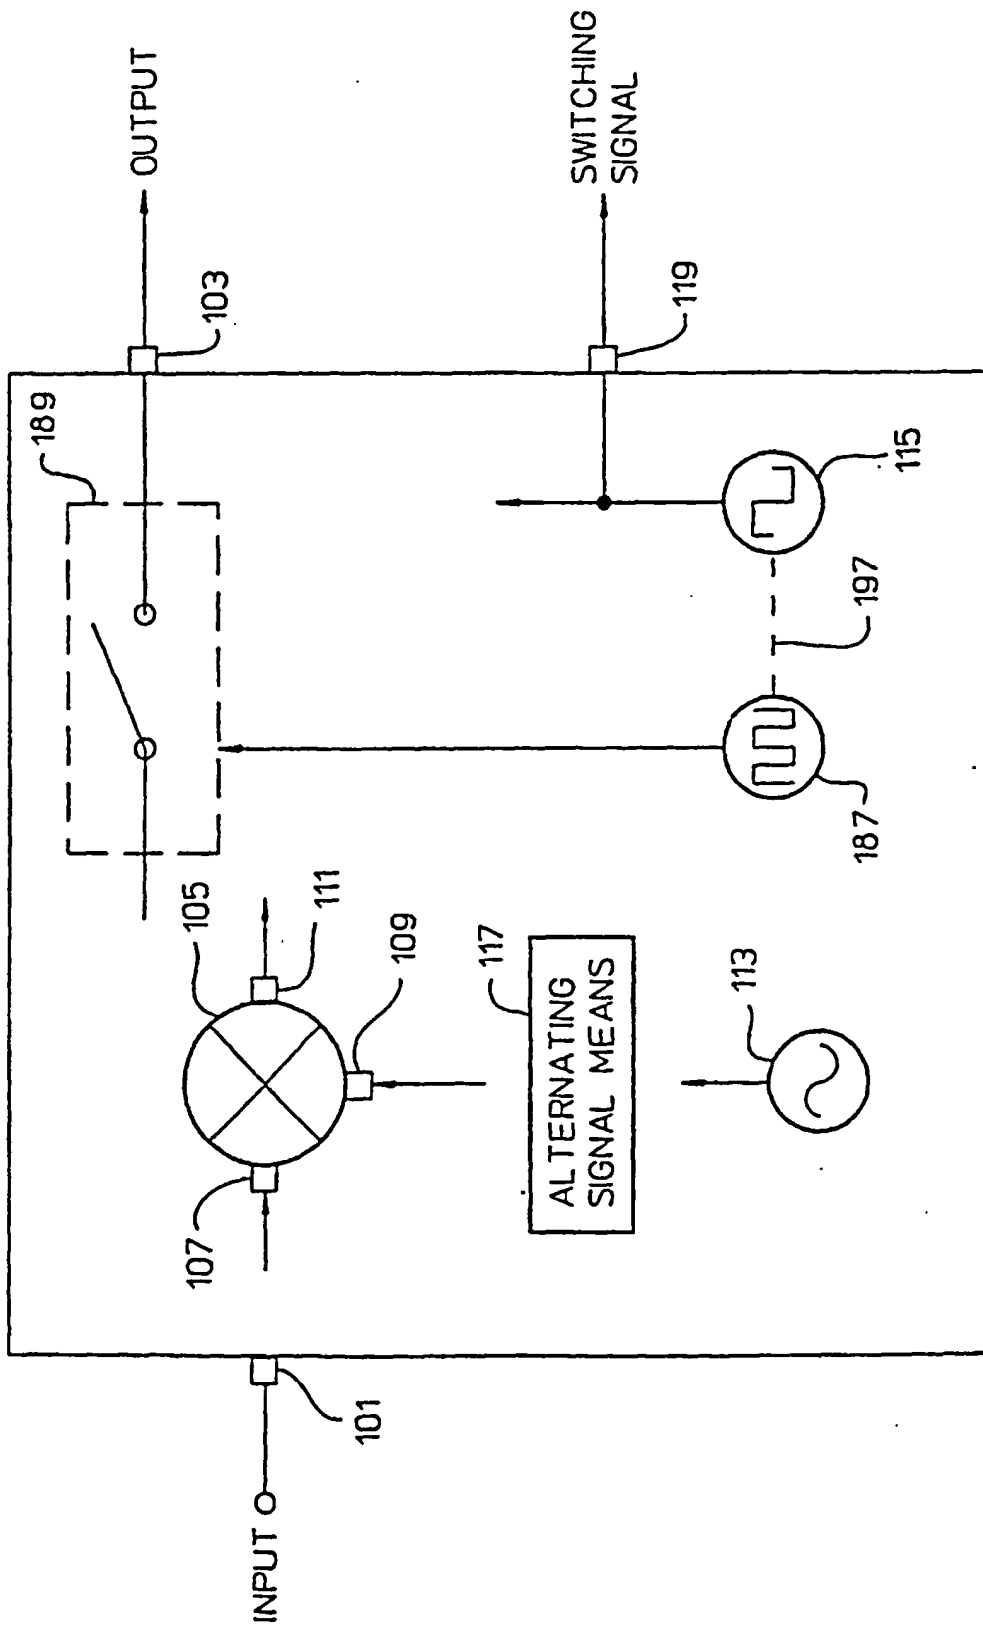 INPUT
101
107
105
111
109
117
ALTERNATING
SIGNAL MEANS
113
189
103
OUTPUT
187
197
115
119
SWITCHING
SIGNAL